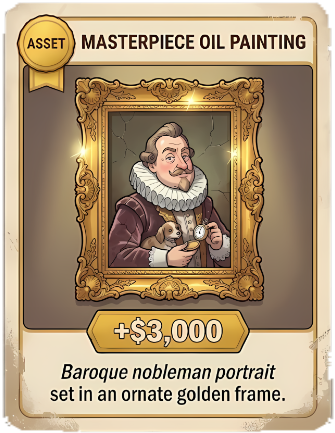 ASSET
MASTERPIECE OIL PAINTING
+$3,000
Baroque nobleman portrait
set in an ornate golden frame.